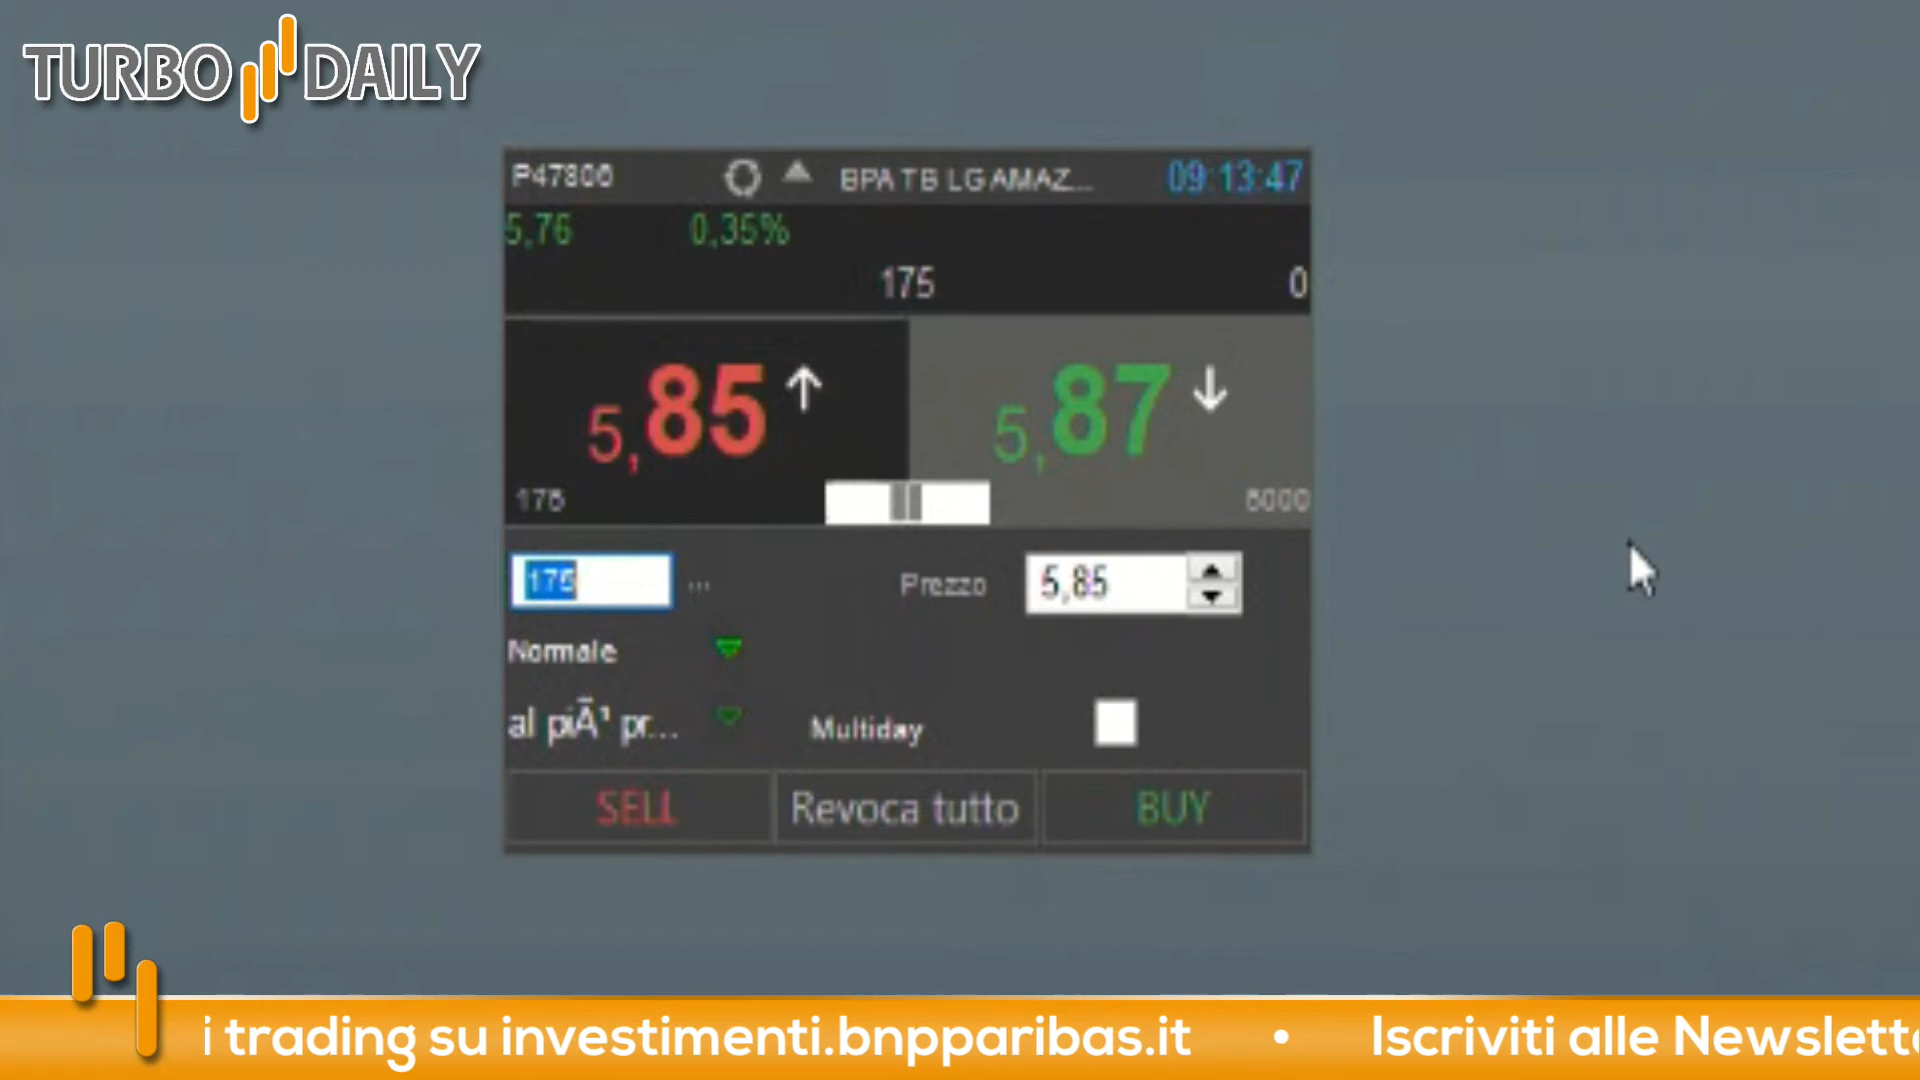 TURBO DAILY
P47806 BPA TB LG AMAZ... 09:13:47
5,76 0,35%
175 0
5,85 5,87
175 5000
175 ... Prezzo 5,85
Normale
al piÃ¹ pr... Multiday
SELL Revoca tutto BUY
i trading su investimenti.bnpparibas.it • Iscriviti alle Newslette